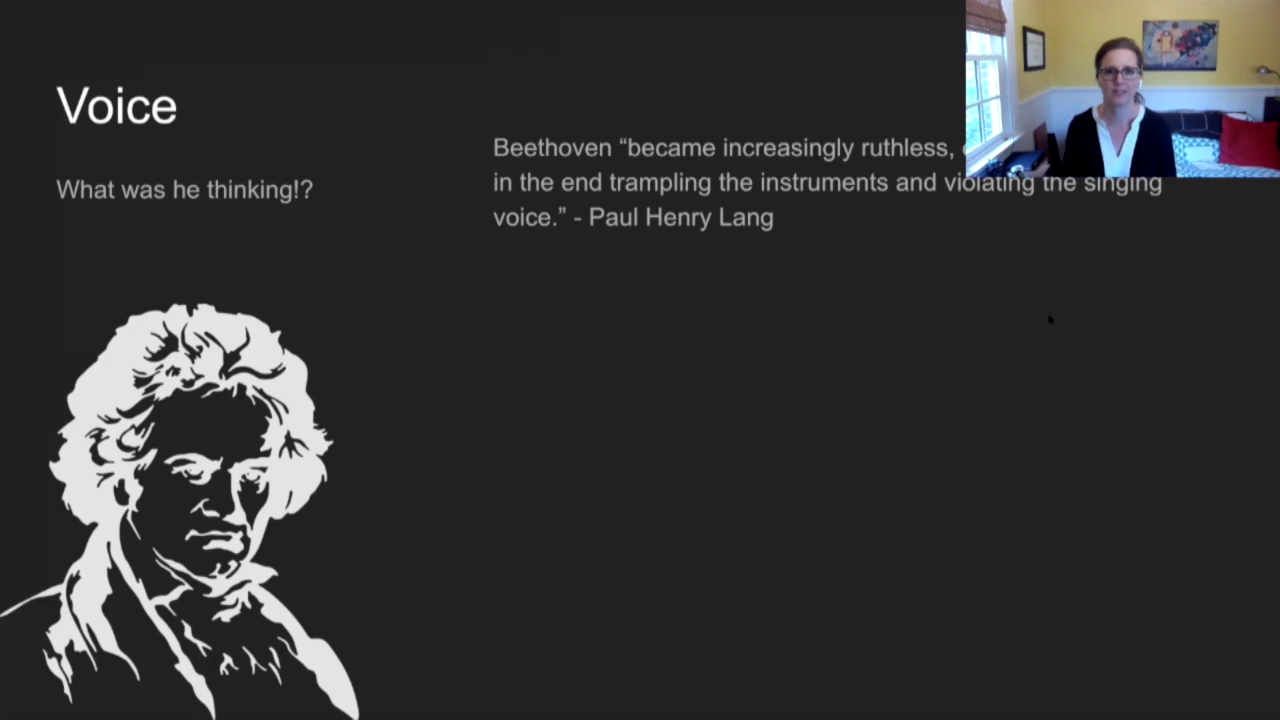 Voice
What was he thinking!?
Beethoven “became increasingly ruthless,
in the end trampling the instruments and violating the singing
voice.” - Paul Henry Lang